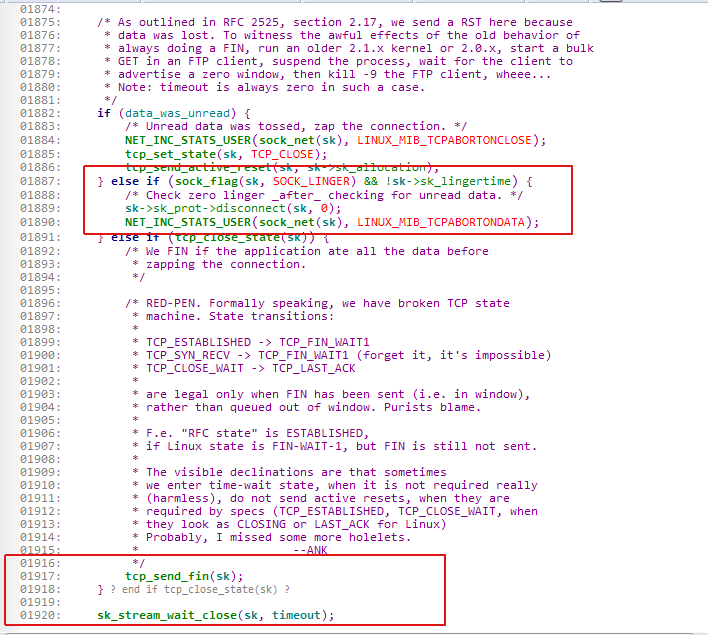 01874:
01875: /* As outlined in RFC 2525, section 2.17, we send a RST here because
01876: * data was lost. To witness the awful effects of the old behavior of
01877: * always doing a FIN, run an older 2.1.x kernel or 2.0.x, start a bulk
01878: * GET in an FTP client, suspend the process, wait for the client to
01879: * advertise a zero window, then kill -9 the FTP client, wheee...
01880: * Note: timeout is always zero in such a case.
01881: */
01882: if (data_was_unread) {
01883: /* Unread data was tossed, zap the connection. */
01884: NET_INC_STATS_USER(sock_net(sk), LINUX_MIB_TCPABORTONCLOSE);
01885: tcp_set_state(sk, TCP_CLOSE);
01886: tcp_send_active_reset(sk, sk->sk_allocation);
01887: } else if (sock_flag(sk, SOCK_LINGER) && !sk->sk_lingertime) {
01888: /* Check zero linger _after_ checking for unread data. */
01889: sk->sk_prot->disconnect(sk, 0);
01890: NET_INC_STATS_USER(sock_net(sk), LINUX_MIB_TCPABORTONDATA);
01891: } else if (tcp_close_state(sk)) {
01892: /* We FIN if the application ate all the data before
01893: * zapping the connection.
01894: */
01895:
01896: /* RED-PEN. Formally speaking, we have broken TCP state
01897: * machine. State transitions:
01898: *
01899: * TCP_ESTABLISHED -> TCP_FIN_WAIT1
01900: * TCP_SYN_RECV -> TCP_FIN_WAIT1 (forget it, it's impossible)
01901: * TCP_CLOSE_WAIT -> TCP_LAST_ACK
01902: *
01903: * are legal only when FIN has been sent (i.e. in window),
01904: * rather than queued out of window. Purists blame.
01905: *
01906: * F.e. "RFC state" is ESTABLISHED,
01907: * if Linux state is FIN-WAIT-1, but FIN is still not sent.
01908: *
01909: * The visible declinations are that sometimes
01910: * we enter time-wait state, when it is not required really
01911: * (harmless), do not send active resets, when they are
01912: * required by specs (TCP_ESTABLISHED, TCP_CLOSE_WAIT, when
01913: * they look as CLOSING or LAST_ACK for Linux)
01914: * Probably, I missed some more holelets.
01915: * --ANK
01916: */
01917: tcp_send_fin(sk);
01918: } ? end if tcp_close_state(sk) ?
01919:
01920: sk_stream_wait_close(sk, timeout);